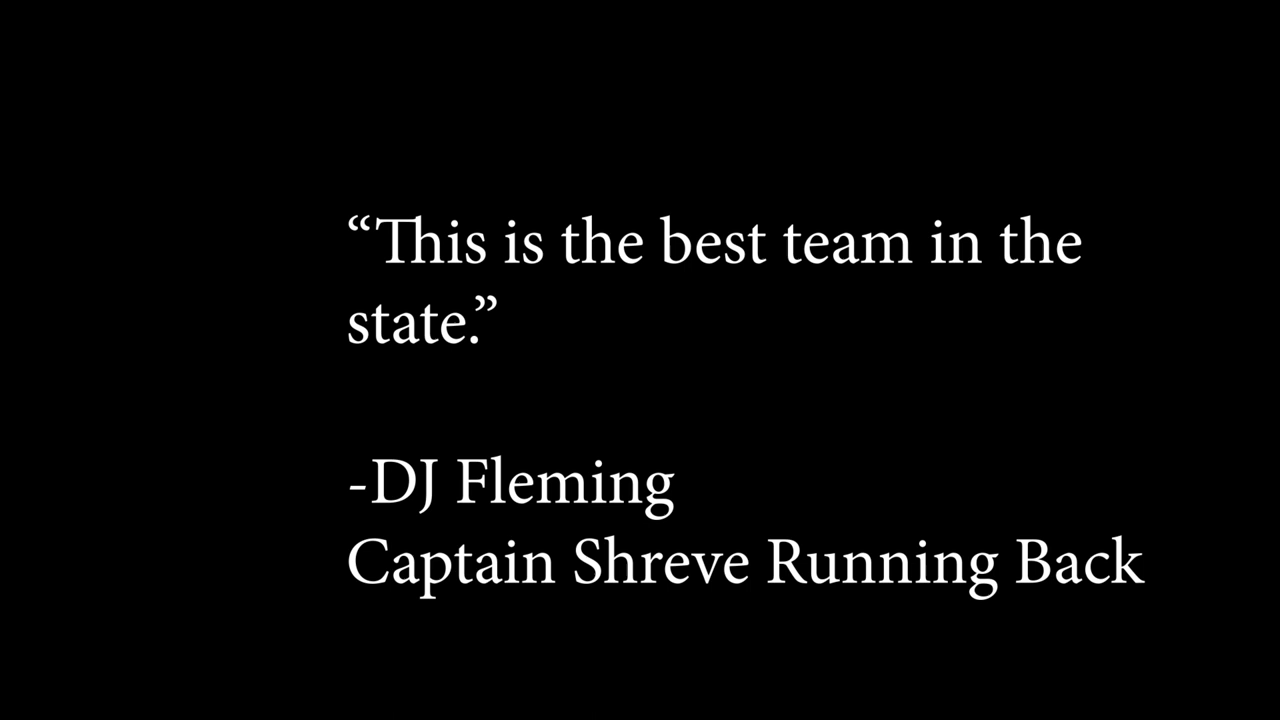 “This is the best team in the
state.”
-DJ Fleming
Captain Shreve Running Back